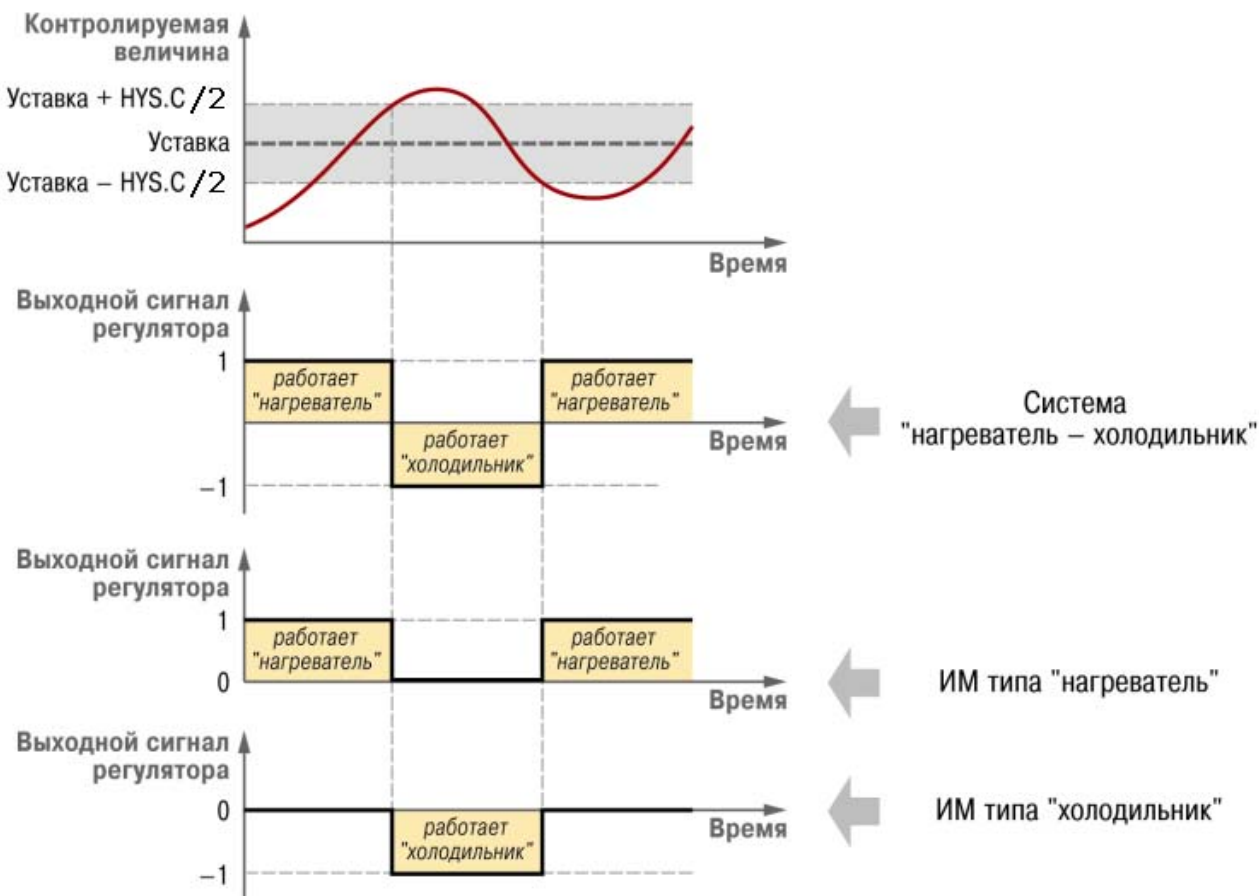 Контролируемая
величина
Уставка + HYS.C /2
Уставка
Уставка – HYS.C /2
Время
Выходной сигнал
регулятора
1
работает
"нагреватель"
работает
"нагреватель"
Время
работает
"холодильник"
–1
Система
"нагреватель – холодильник"
Выходной сигнал
регулятора
1
работает
"нагреватель"
работает
"нагреватель"
0
Время
ИМ типа "нагреватель"
Выходной сигнал
регулятора
0
Время
работает
"холодильник"
–1
ИМ типа "холодильник"